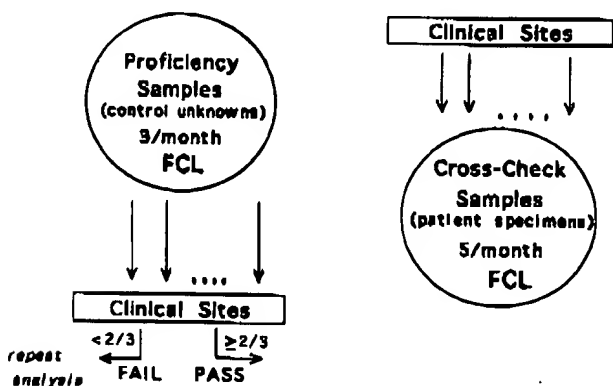 Proficiency
Samples
(control unknowns)
3/month
FCL
Clinical Sites
<2/3
≥2/3
repeat
analysis
FAIL
PASS
Clinical Sites
Cross-Check
Samples
(patient specimens)
5/month
FCL